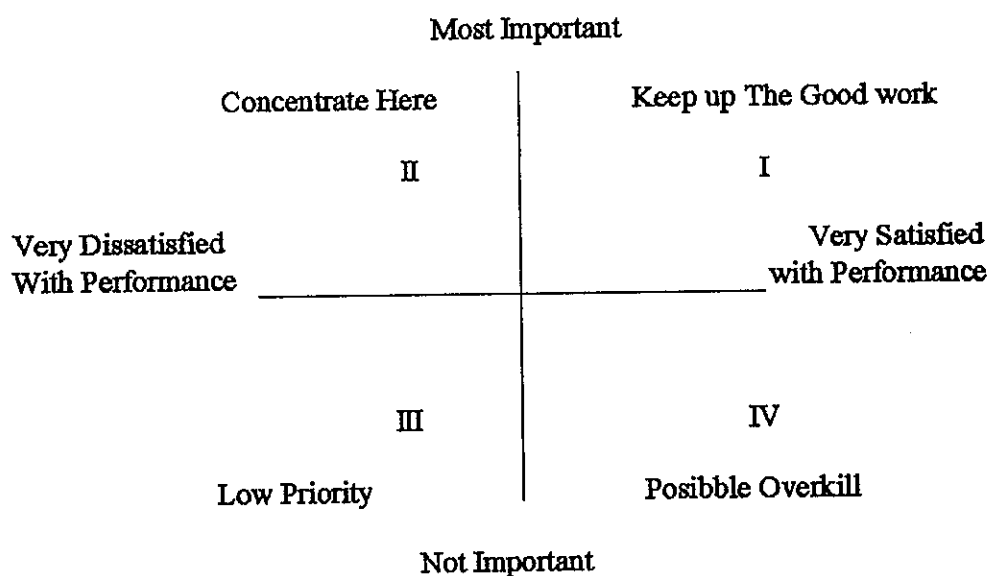 Most Important
Concentrate Here
Keep up The Good work
II
I
Very Dissatisfied
With Performance
Very Satisfied
with Performance
III
IV
Low Priority
Posibble Overkill
Not Important